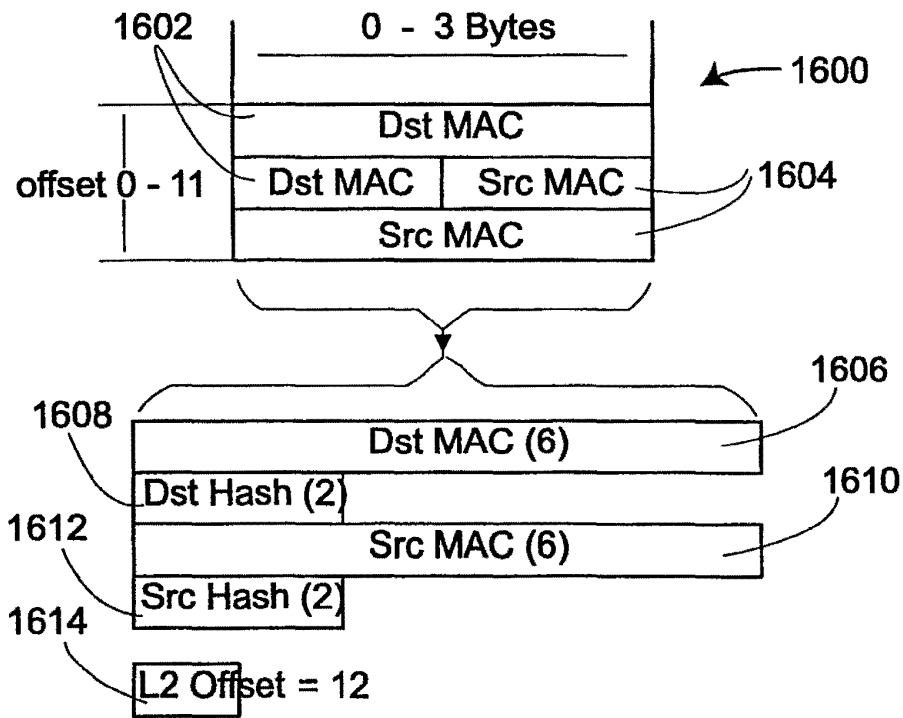 1602
0 - 3 Bytes
1600
Dst MAC
offset 0 - 11
Dst MAC
Src MAC
1604
Src MAC
1606
1608
Dst MAC (6)
Dst Hash (2)
1610
1612
Src MAC (6)
Src Hash (2)
1614
L2 Offset = 12